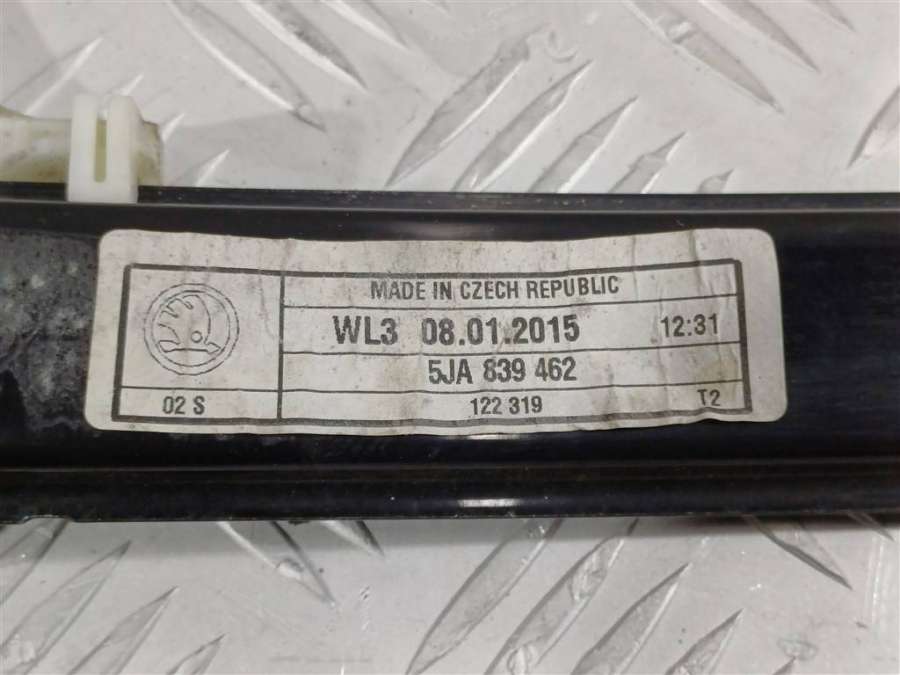 MADE IN CZECH REPUBLIC
WL3 08.01.2015 12:31
5JA 839 462
02 S 122 319 T2